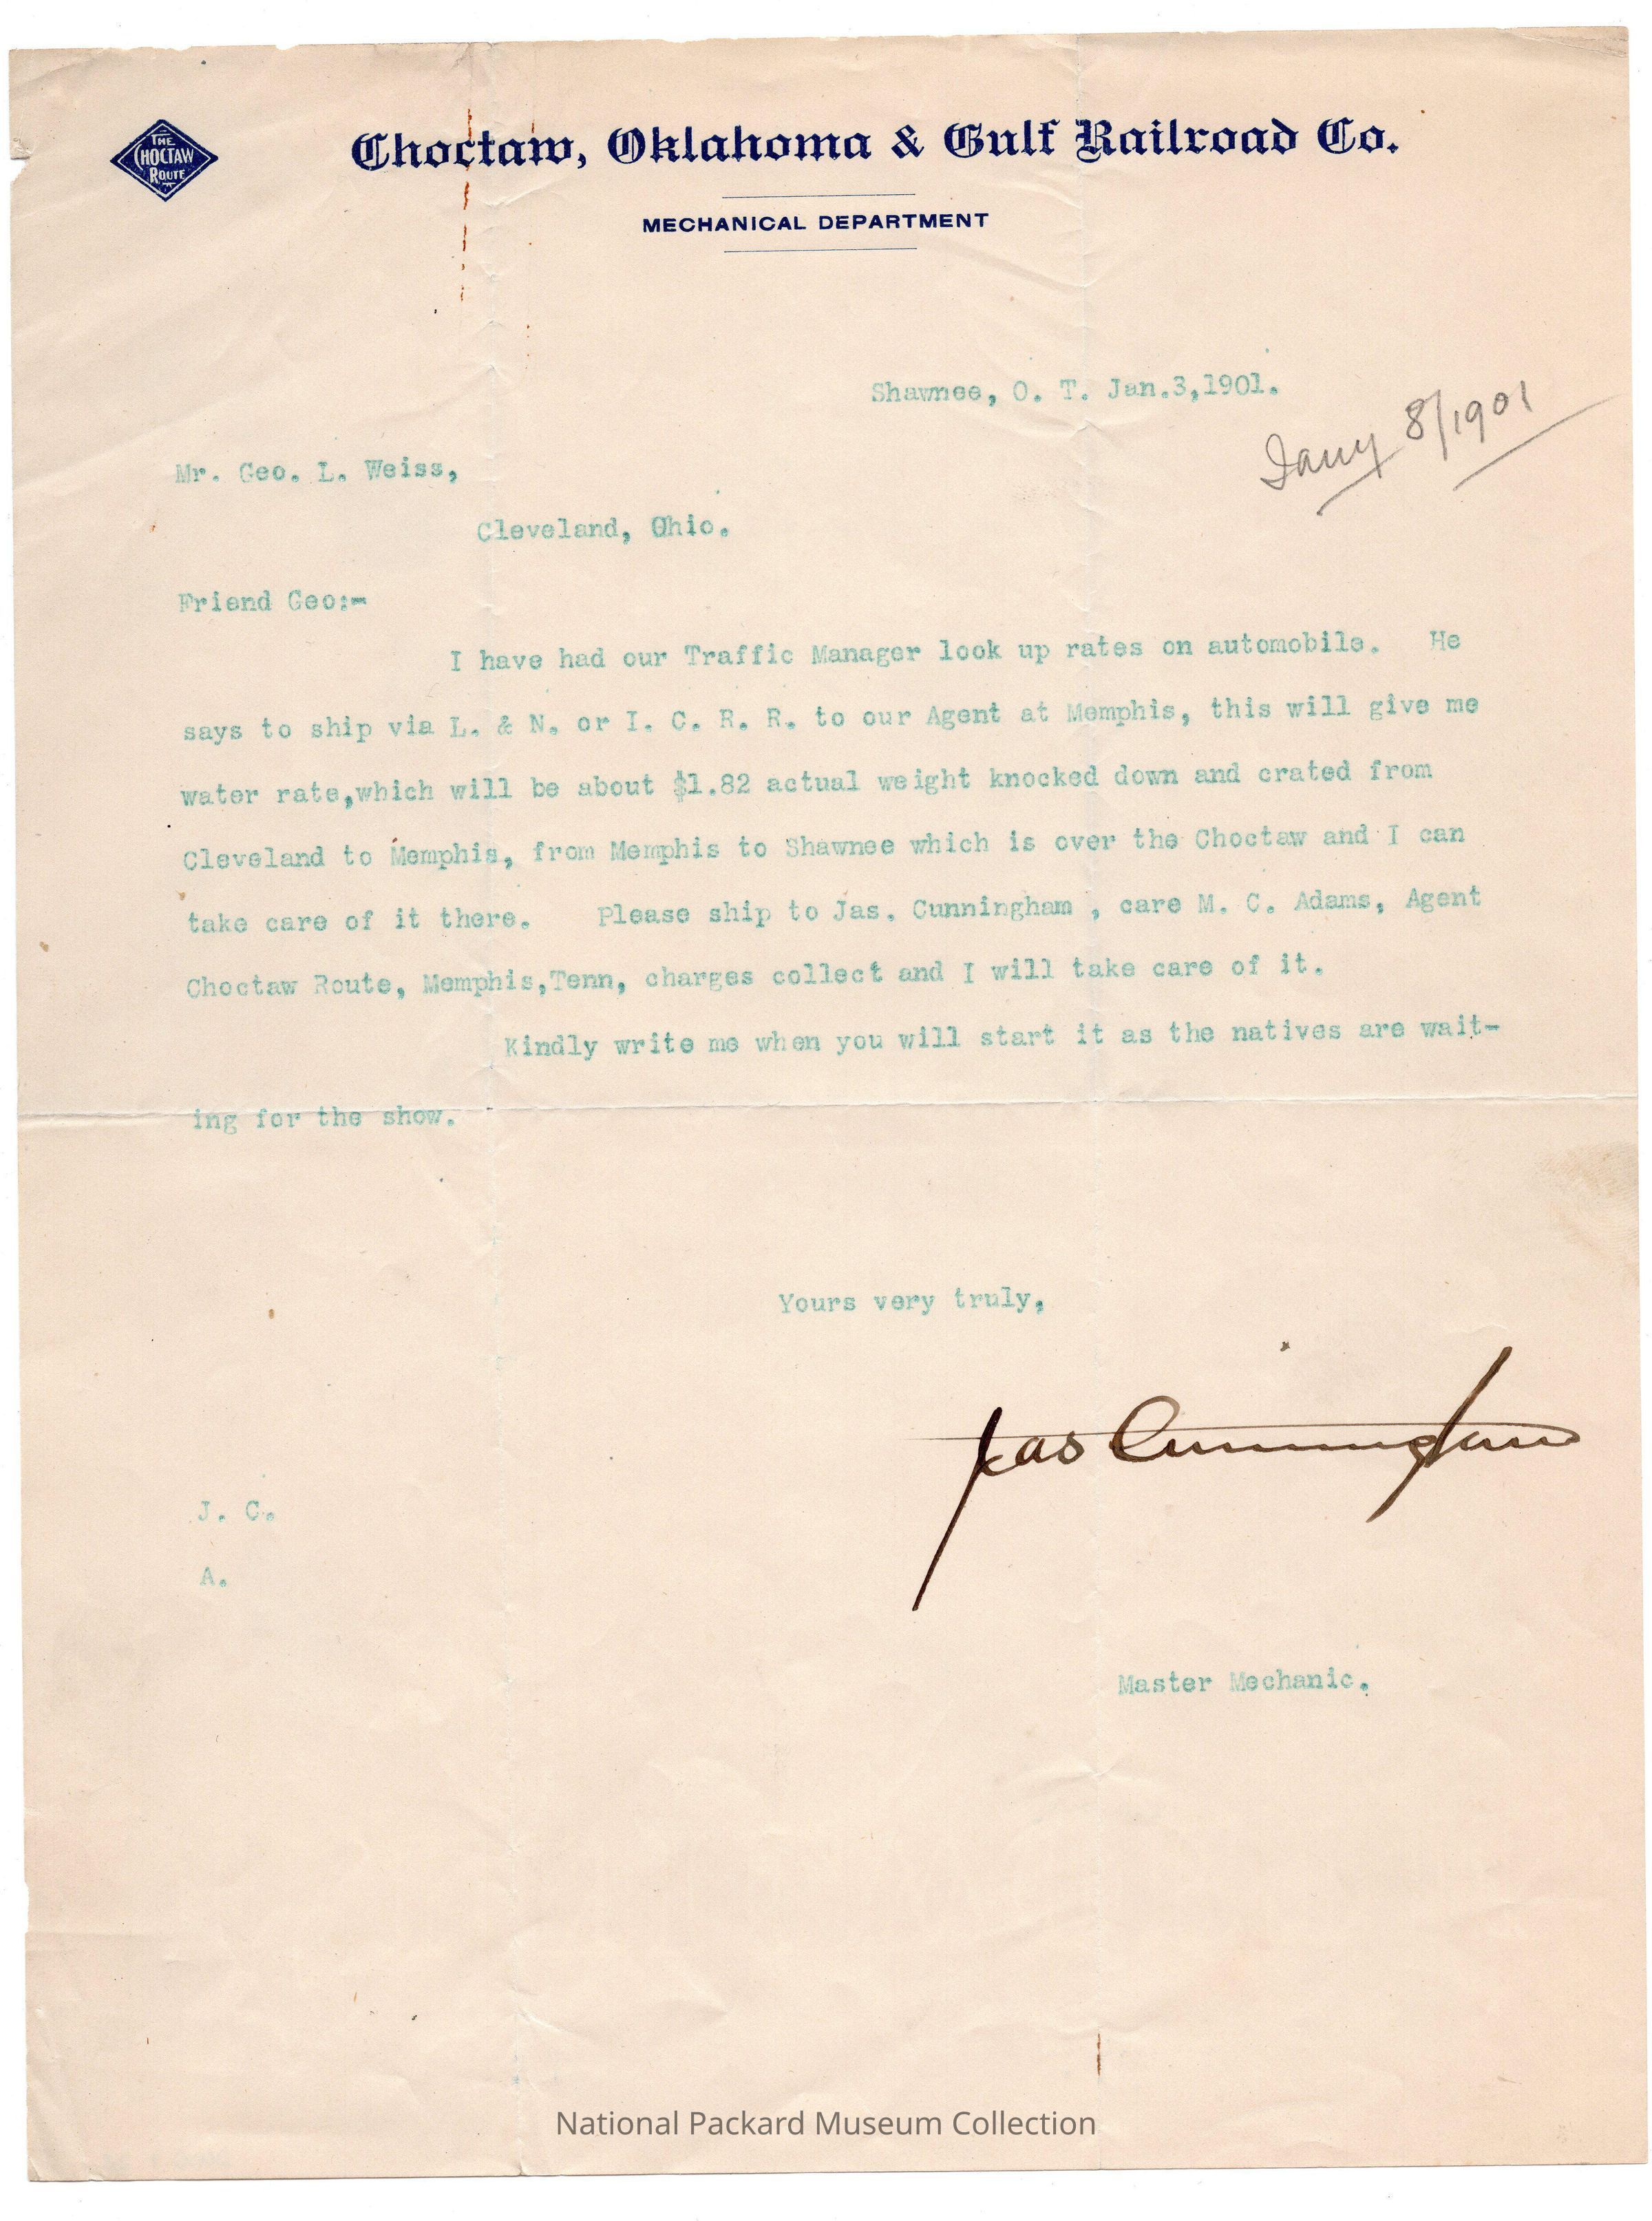 THE
CHOCTAW
ROUTE
Choctaw, Oklahoma & Gulf Railroad Co.
MECHANICAL DEPARTMENT
Shawnee, O. T. Jan.3,1901.
Jany 8/1901
Mr. Geo. L. Weiss,
Cleveland, Ohio.
Friend Geo:-
I have had our Traffic Manager look up rates on automobile. He
says to ship via L. & N. or I. C. R. R. to our Agent at Memphis, this will give me
water rate,which will be about $1.82 actual weight knocked down and crated from
Cleveland to Memphis, from Memphis to Shawnee which is over the Choctaw and I can
take care of it there. Please ship to Jas. Cunningham , care M. C. Adams, Agent
Choctaw Route, Memphis,Tenn, charges collect and I will take care of it.
Kindly write me when you will start it as the natives are wait-
ing for the show.
Yours very truly,
Jas Cunningham
J. C.
A.
Master Mechanic.
National Packard Museum Collection